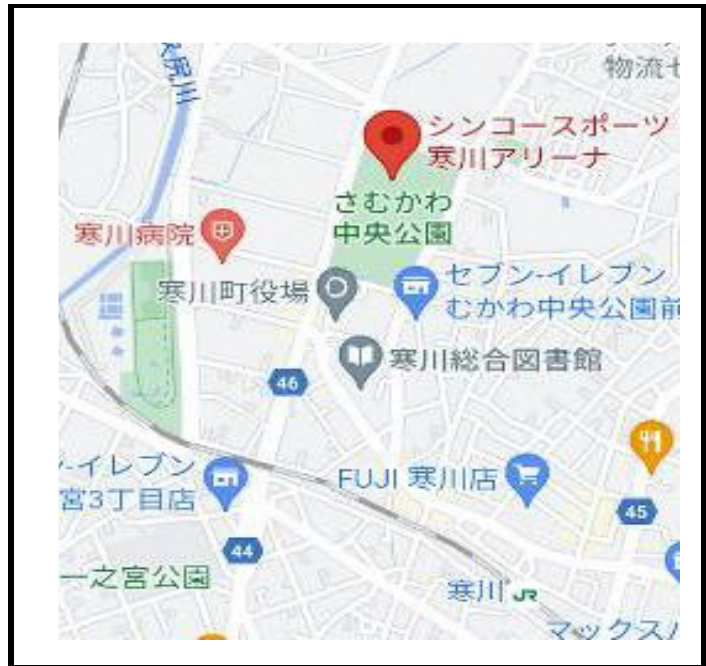 物流セ
シンコースポーツ
寒川アリーナ
さむかわ
中央公園
寒川病院
寒川町役場
セブン-イレブン
むかわ中央公園前
寒川総合図書館
46
-イレブン
宮3丁目店
FUJI 寒川店
45
44
一之宮公園
寒川
JR
マックスバ